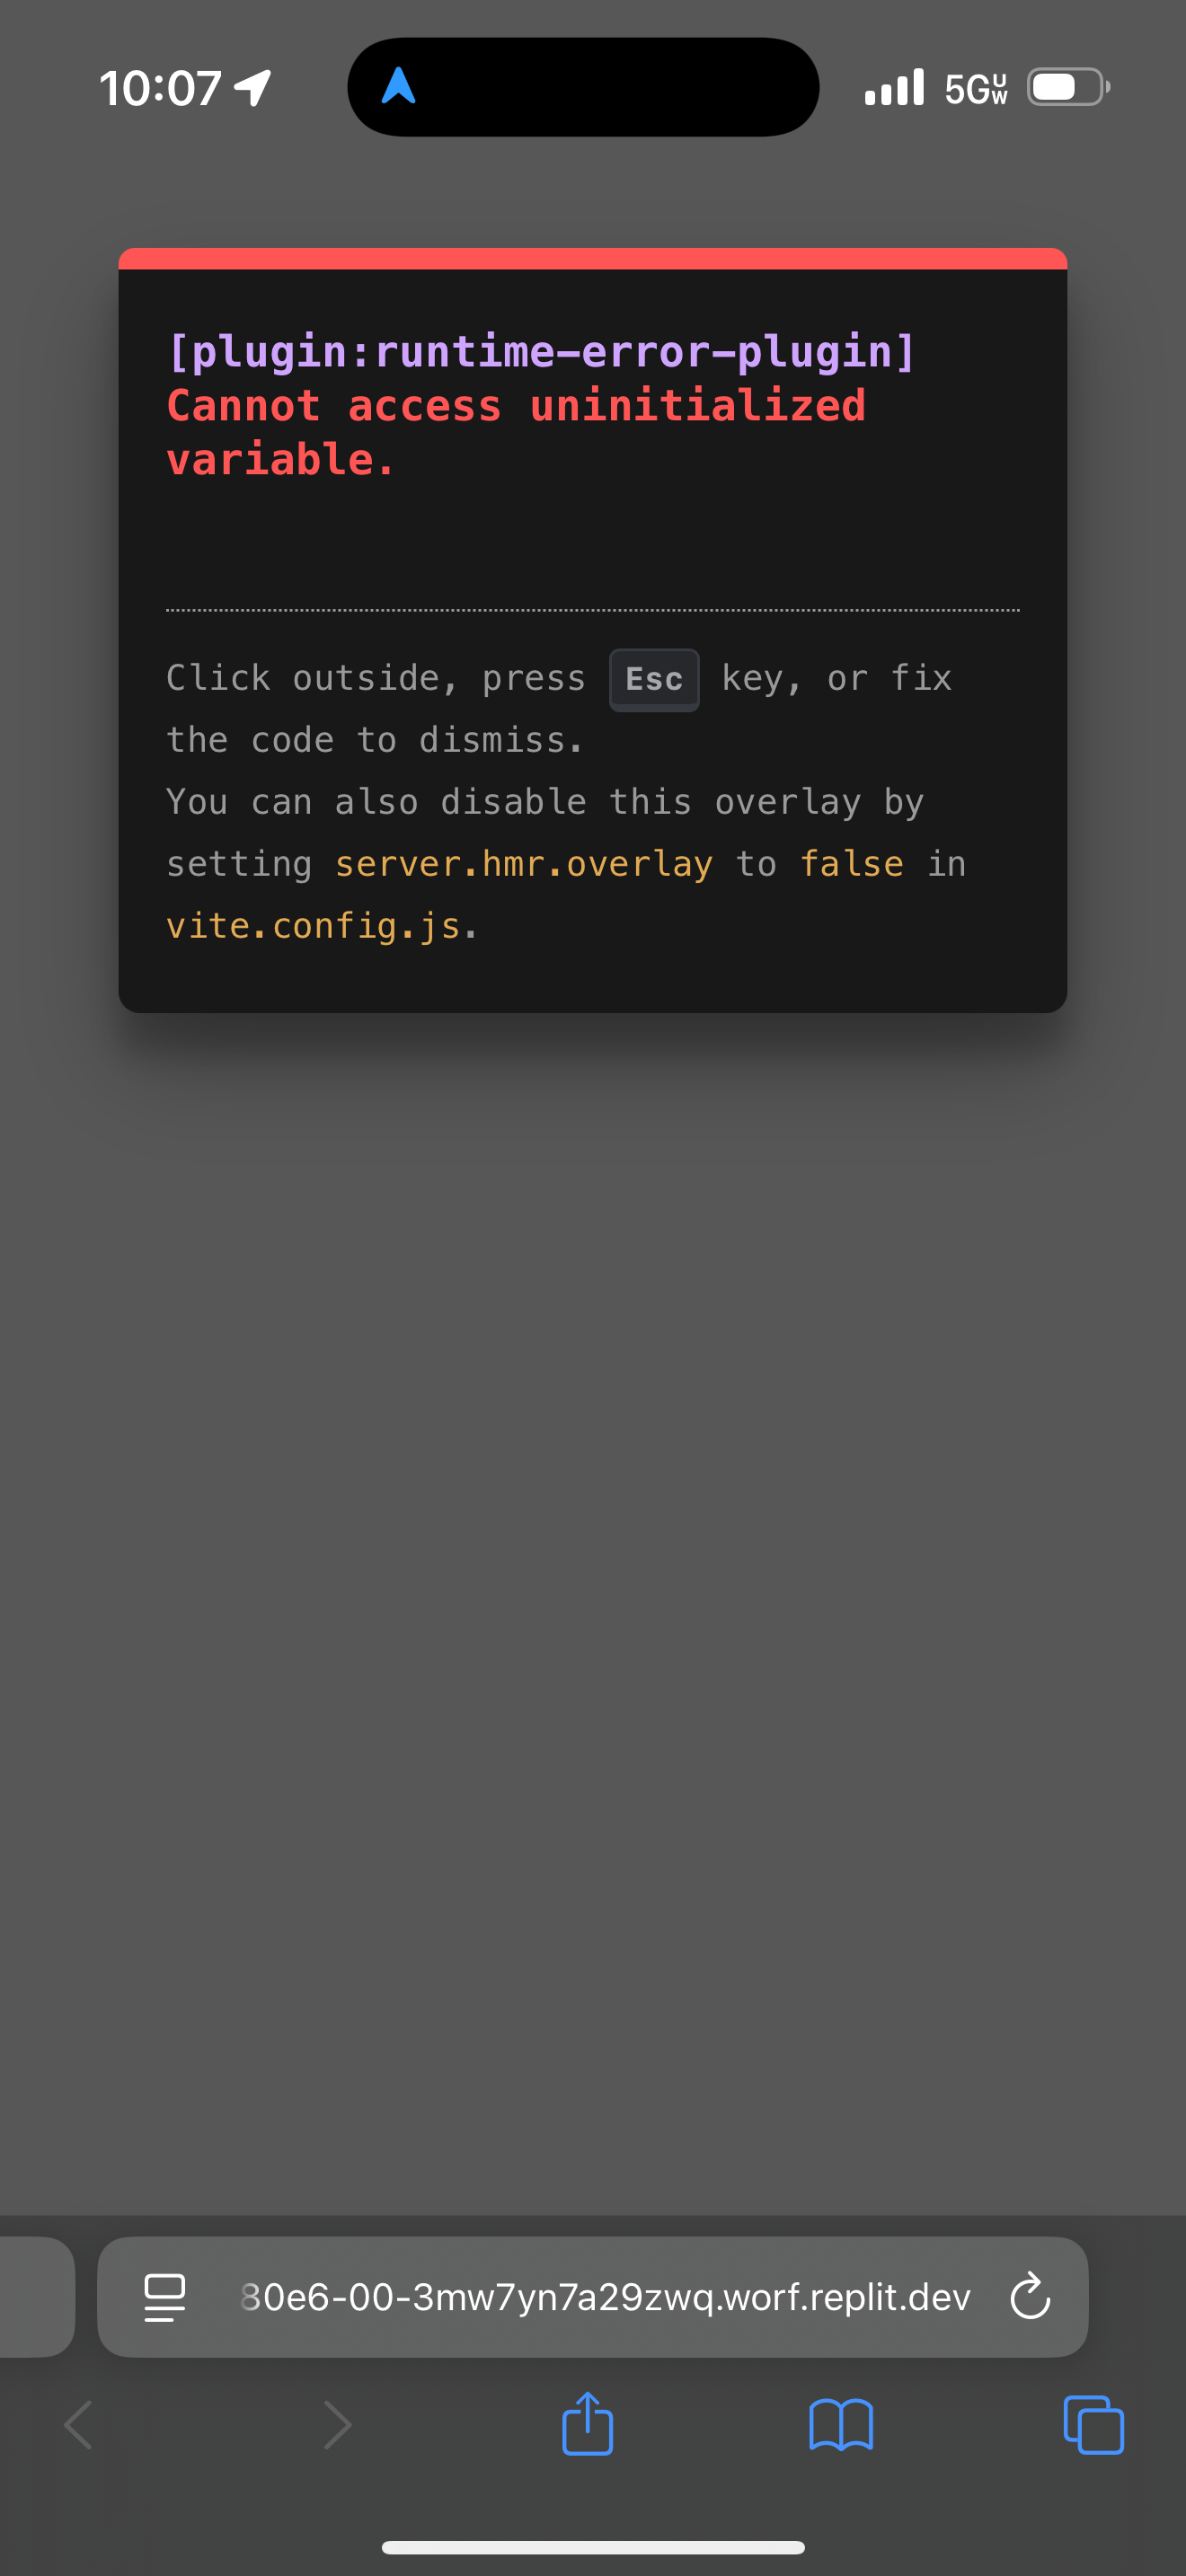 10:07
5G UW
[plugin:runtime-error-plugin]
Cannot access uninitialized
variable.
Click outside, press Esc key, or fix
the code to dismiss.
You can also disable this overlay by
setting server.hmr.overlay to false in
vite.config.js.
80e6-00-3mw7yn7a29zwq.worf.replit.dev